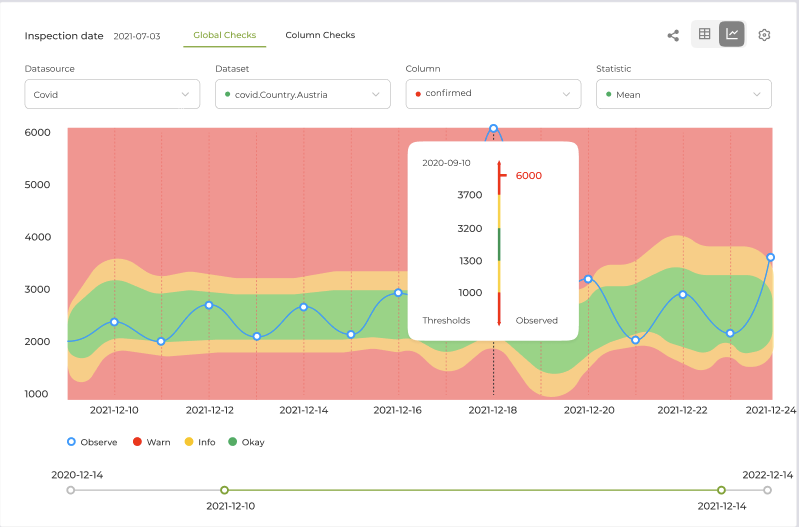 Inspection date 2021-07-03 Global Checks Column Checks
Datasource Dataset Column Statistic
Covid covid.Country.Austria confirmed Mean
6000
5000
4000
3000
2000
1000
2020-09-10
6000
3700
3200
1300
1000
Thresholds Observed
2021-12-10 2021-12-12 2021-12-14 2021-12-16 2021-12-18 2021-12-20 2021-12-22 2021-12-24
Observe Warn Info Okay
2020-12-14 2022-12-14
2021-12-10 2021-12-14